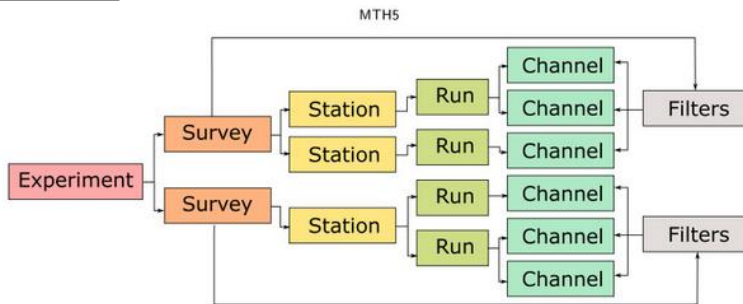 MTH5
Channel
Run
Station
Channel
Filters
Survey
Station
Run
Channel
Experiment
Channel
Run
Survey
Station
Channel
Filters
Run
Channel